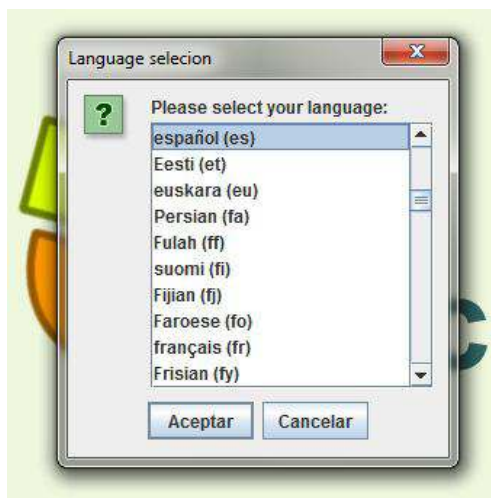 Language selecion
?
Please select your language:
español (es)
Eesti (et)
euskara (eu)
Persian (fa)
Fulah (ff)
suomi (fi)
Fijian (fj)
Faroese (fo)
français (fr)
Frisian (fy)
Aceptar Cancelar